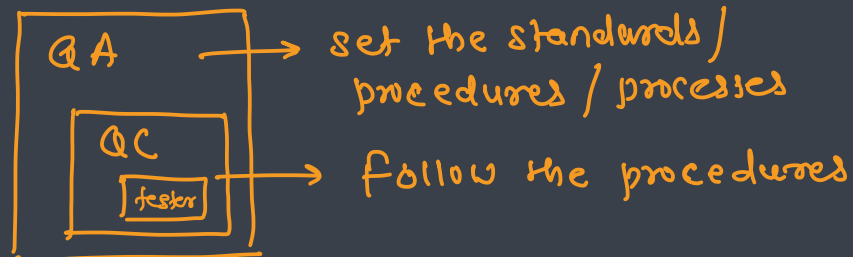 QA → set the standards/
procedures / processes
QC → follow the procedures
tester